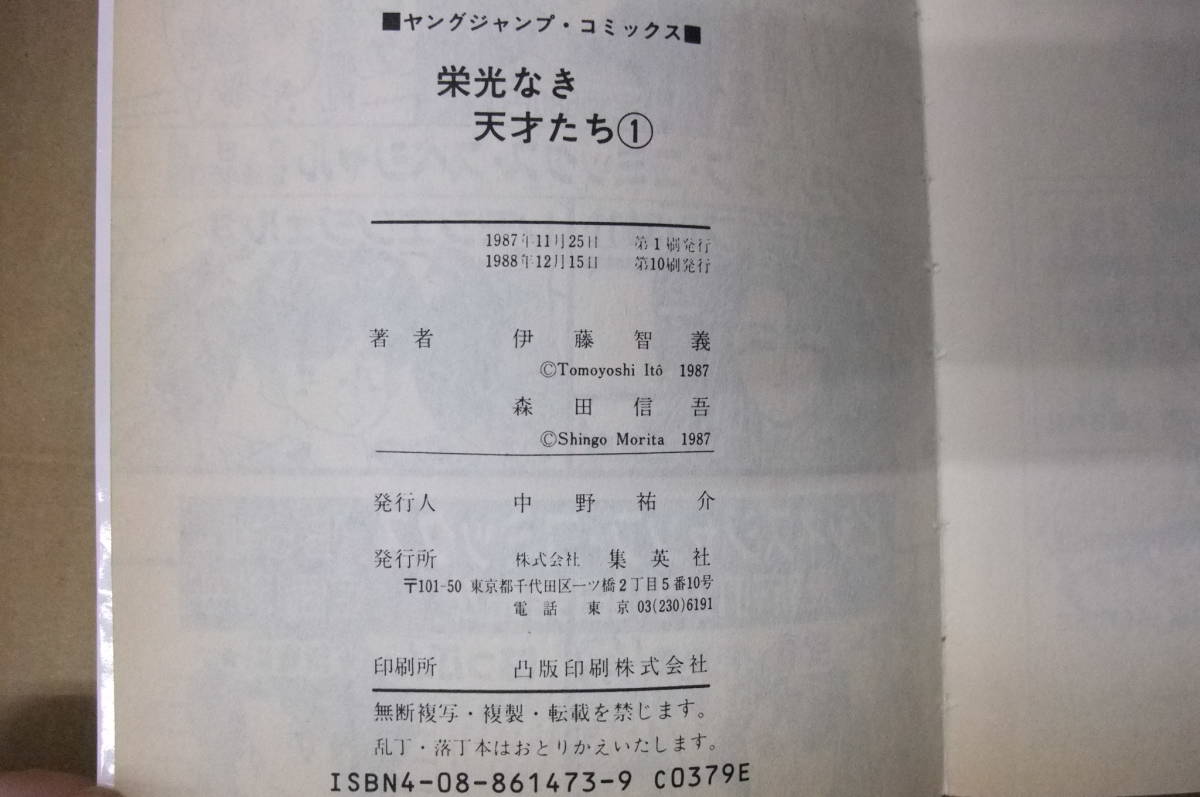 ■ヤングジャンプ・コミックス■
栄光なき
天才たち①
1987年11月25日 第1刷発行
1988年12月15日 第10刷発行
著者 伊藤智義
©Tomoyoshi Itô 1987
森田信吾
©Shingo Morita 1987
発行人 中野祐介
発行所 株式会社 集英社
〒101-50 東京都千代田区一ツ橋2丁目5番10号
電話 東京 03(230)6191
印刷所 凸版印刷株式会社
無断複写・複製・転載を禁じます。
乱丁・落丁本はおとりかえいたします。
ISBN4-08-861473-9 C0379E